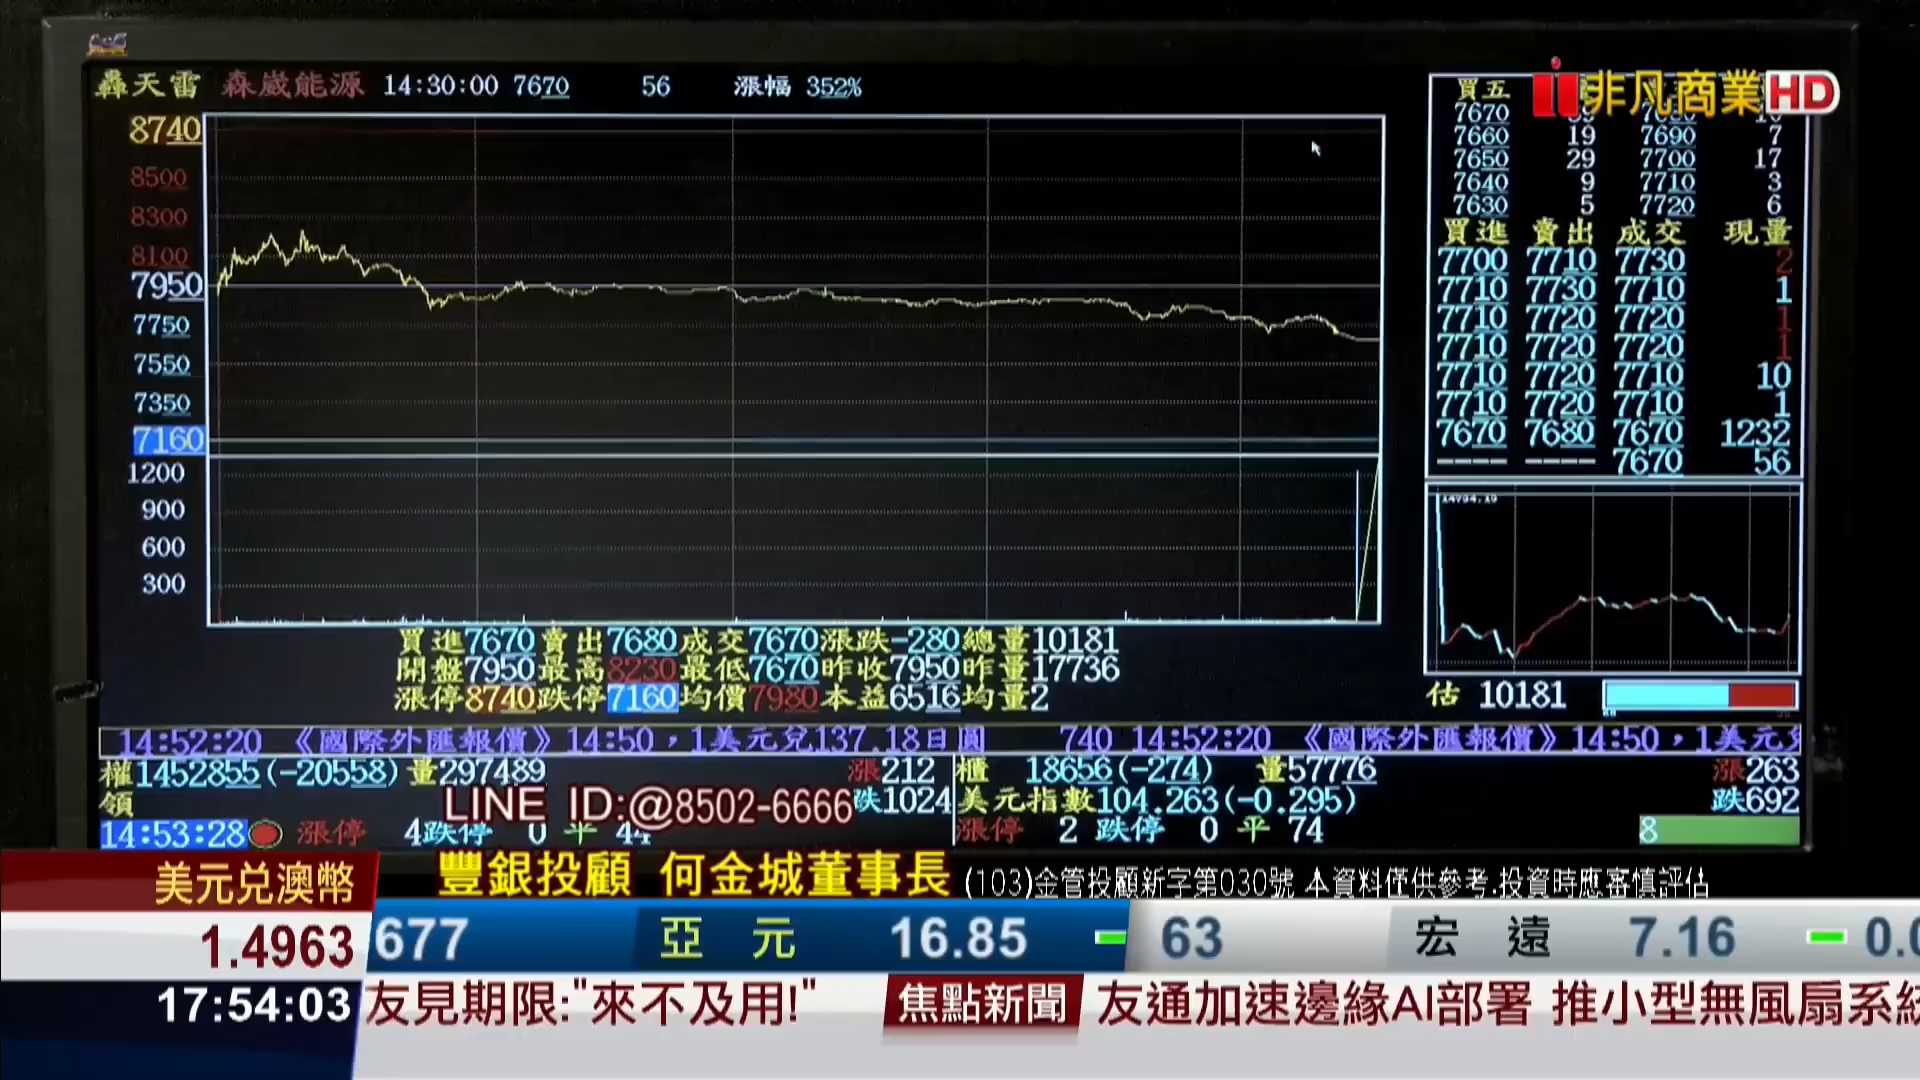 轟天雷 森崴能源 14:30:00 7670 56 漲幅 352%
非凡商業HD
8740
8500
8300
8100
7950
7750
7550
7350
7160
1200
900
600
300
買五
7670
7660 19 7690 7
7650 29 7700 17
7640 9 7710 3
7630 5 7720 6
買進 賣出 成交 現量
7700 7710 7730 2
7710 7730 7710 1
7710 7720 7720 1
7710 7720 7720 1
7710 7720 7710 10
7710 7720 7710 1
7670 7680 7670 1232
---- ---- 7670 56
買進7670賣出7680成交7670漲跌-280總量10181
開盤7950最高8230最低7670昨收7950昨量17736
漲停8740跌停7160均價7980本益6516均量2
估 10181
14:52:20 《國際外匯報價》14:50，1美元兌137.18日圓 740 14:52:20 《國際外匯報價》14:50，1美元
權1452855(-20558)量297489 漲212 櫃 18656(-274) 量57776 漲263
領 跌1024 美元指數104.263(-0.295) 跌692
LINE ID:@8502-6666
14:53:28 漲停 4跌停 0 平 44 漲停 2 跌停 0 平 74 8
豐銀投顧 何金城董事長 (103)金管投顧新字第030號 本資料僅供參考.投資時應審慎評估
美元兌澳幣
1.4963
677 亞元 16.85 63 宏遠 7.16 0.0
17:54:03
友見期限:"來不及用!" 焦點新聞 友通加速邊緣AI部署 推小型無風扇系統